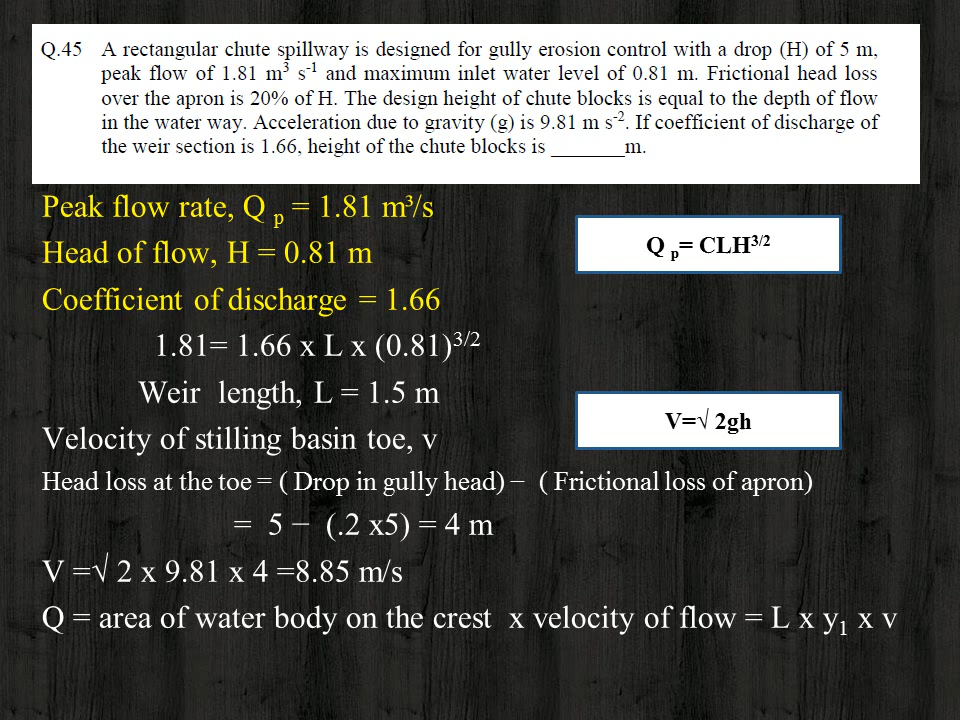 Q.45 A rectangular chute spillway is designed for gully erosion control with a drop (H) of 5 m,
peak flow of 1.81 m³ s⁻¹ and maximum inlet water level of 0.81 m. Frictional head loss
over the apron is 20% of H. The design height of chute blocks is equal to the depth of flow
in the water way. Acceleration due to gravity (g) is 9.81 m s⁻². If coefficient of discharge of
the weir section is 1.66, height of the chute blocks is _______m.
Peak flow rate, Q ₚ = 1.81 m³/s
Q ₚ= CLH³ᐟ²
Head of flow, H = 0.81 m
Coefficient of discharge = 1.66
1.81= 1.66 x L x (0.81)³ᐟ²
Weir length, L = 1.5 m
V=√ 2gh
Velocity of stilling basin toe, v
Head loss at the toe = ( Drop in gully head) − ( Frictional loss of apron)
= 5 − (.2 x5) = 4 m
V =√ 2 x 9.81 x 4 =8.85 m/s
Q = area of water body on the crest x velocity of flow = L x y₁ x v